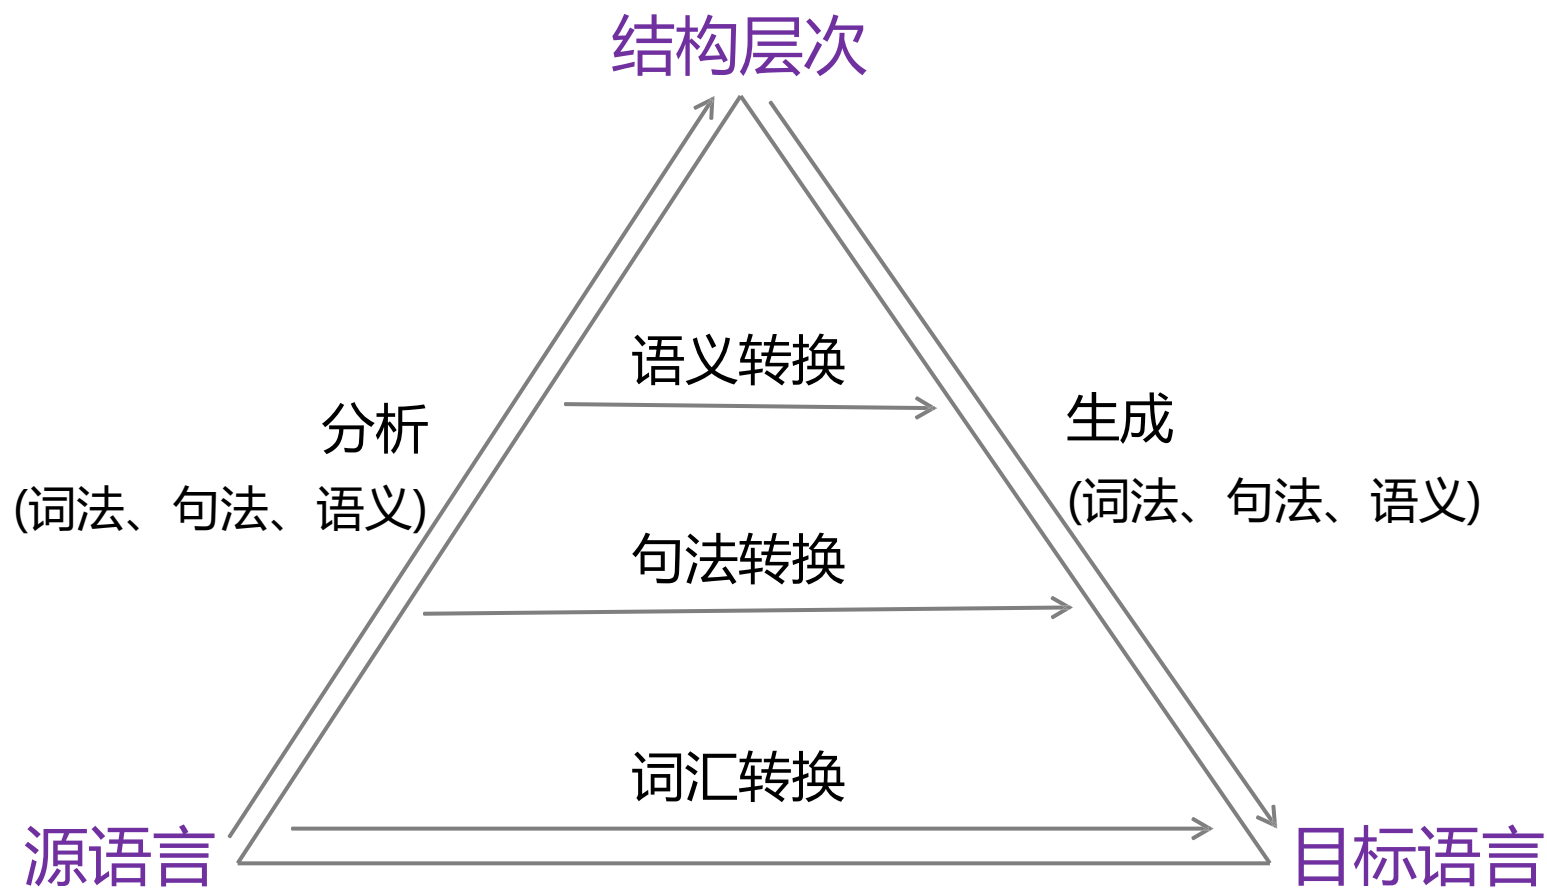 结构层次
语义转换
分析
(词法、句法、语义)
生成
(词法、句法、语义)
句法转换
词汇转换
源语言
目标语言